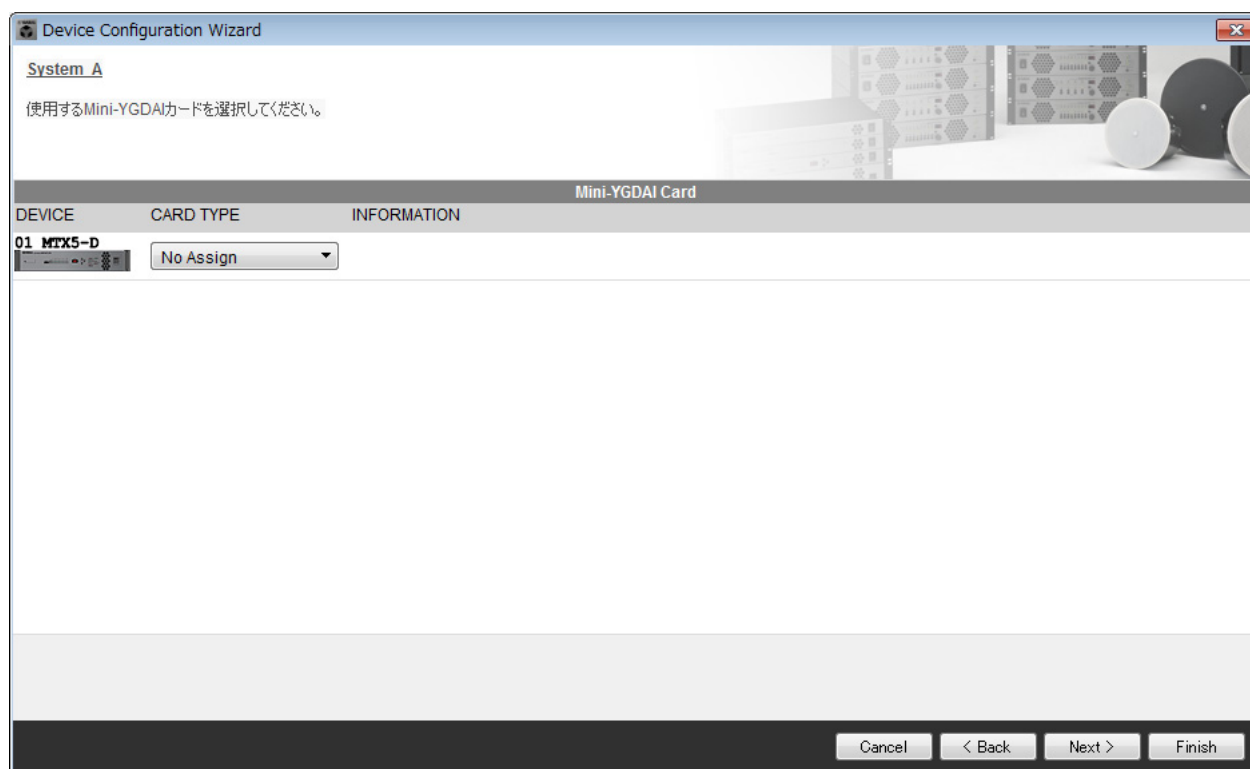 Device Configuration Wizard
System A
使用するMini-YGDAIカードを選択してください。
Mini-YGDAI Card
DEVICE CARD TYPE INFORMATION
01 MTX5-D
No Assign
Cancel < Back Next > Finish